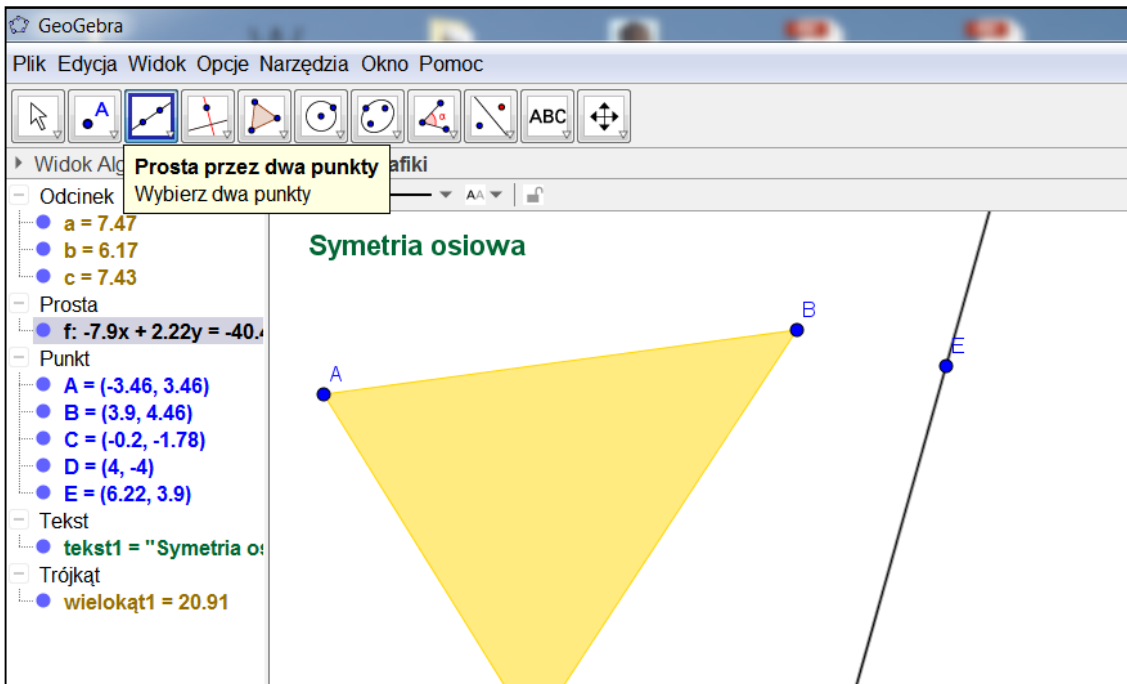 GeoGebra
Plik Edycja Widok Opcje Narzędzia Okno Pomoc
A
α
ABC
Widok Alg
afiki
Prosta przez dwa punkty
Wybierz dwa punkty
AA
Odcinek
a = 7.47
b = 6.17
c = 7.43
Prosta
f: -7.9x + 2.22y = -40.4
Punkt
A = (-3.46, 3.46)
B = (3.9, 4.46)
C = (-0.2, -1.78)
D = (4, -4)
E = (6.22, 3.9)
Tekst
tekst1 = "Symetria o
Trójkąt
wielokąt1 = 20.91
Symetria osiowa
A
B
E